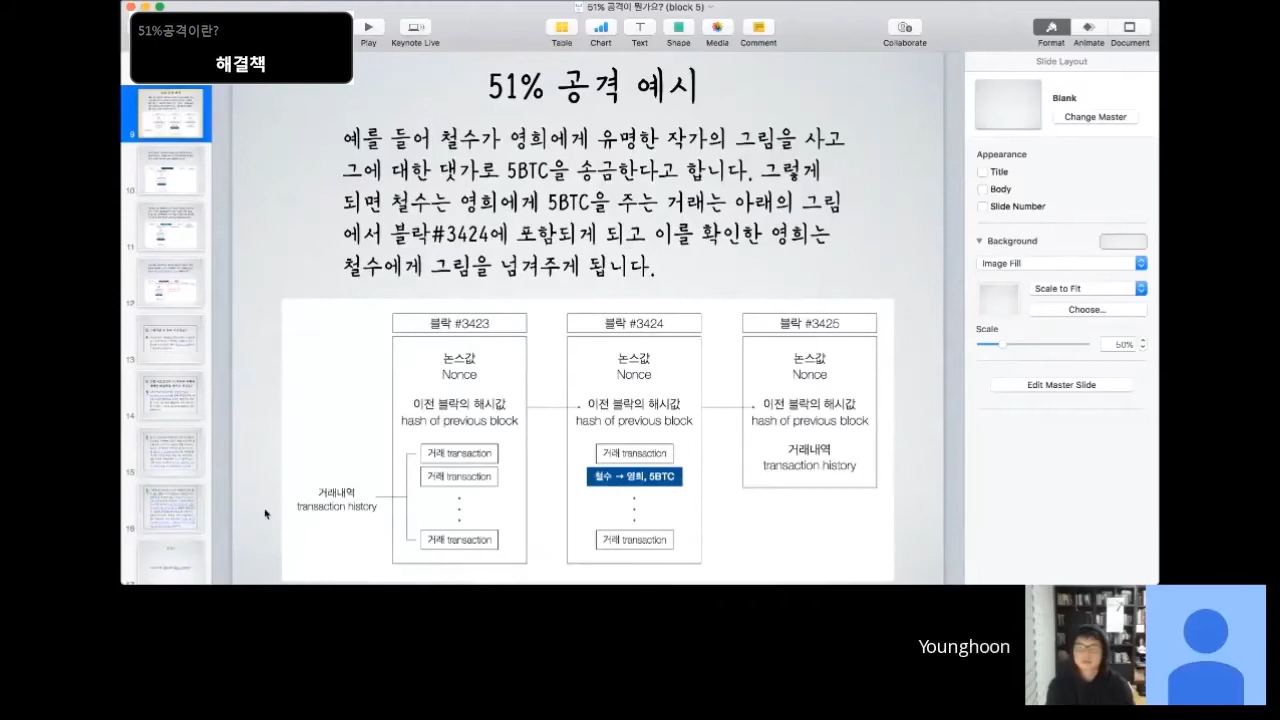 51% 공격이 뭔가요? (block 5)
51%공격이란?
해결책
Play
Keynote Live
Table
Chart
Text
Shape
Media
Comment
Collaborate
Format
Animate
Document
51% 공격 예시
예를 들어 철수가 영희에게 유명한 작가의 그림을 사고
그에 대한 댓가로 5BTC을 송금한다고 합니다. 그렇게
되면 철수는 영희에게 5BTC을 주는 거래는 아래의 그림
에서 블락#3424에 포함되게 되고 이를 확인한 영희는
철수에게 그림을 넘겨주게됩니다.
블락 #3423
블락 #3424
블락 #3425
논스값
Nonce
논스값
Nonce
논스값
Nonce
이전 블락의 해시값
hash of previous block
이전 블락의 해시값
hash of previous block
이전 블락의 해시값
hash of previous block
거래 transaction
거래 transaction
거래내역
transaction history
거래 transaction
철수 → 영희, 5BTC
거래내역
transaction history
거래 transaction
거래 transaction
9
10
11
12
13
14
15
16
Slide Layout
Blank
Change Master
Appearance
Title
Body
Slide Number
Background
Image Fill
Scale to Fit
Choose...
Scale
50%
Edit Master Slide
Younghoon